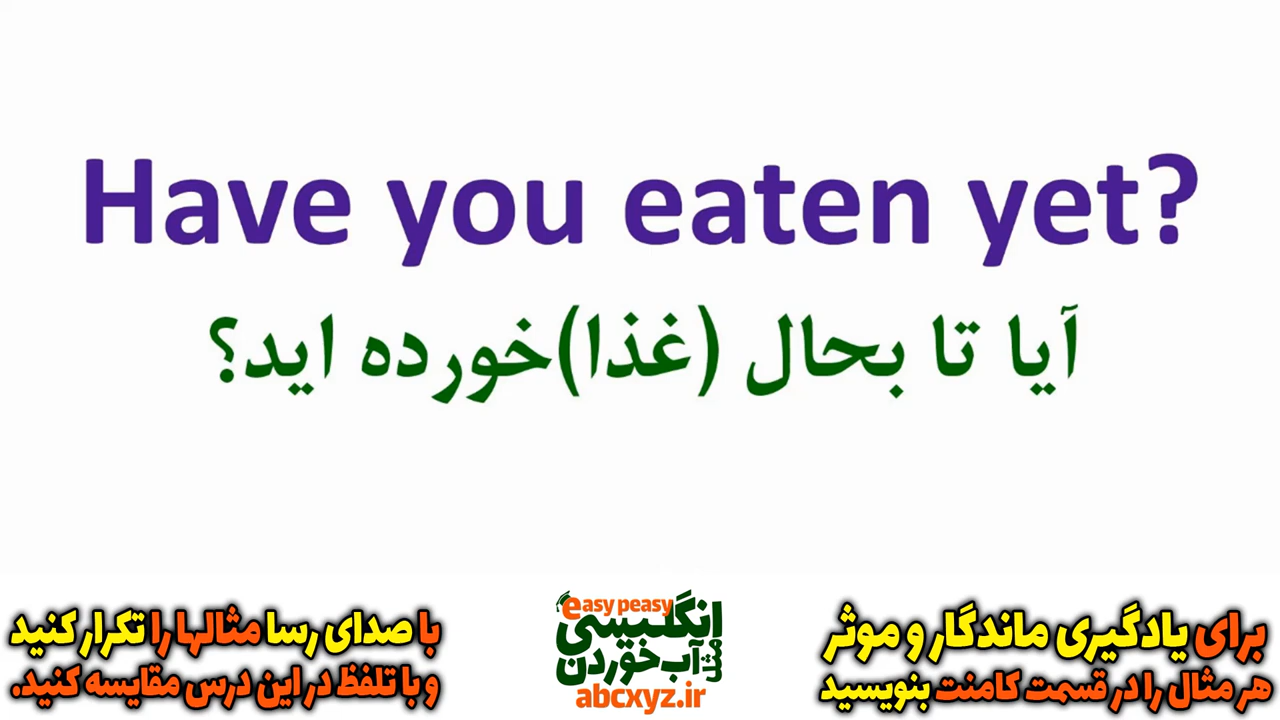 Have you eaten yet?
آیا تا بحال (غذا)خورده اید؟
برای یادگیری ماندگار و موثر
هر مثال را در قسمت کامنت بنویسید
easy peasy
انگلیسی
مثل آب خوردن
abcxyz.ir
با صدای رسا مثالها را تکرار کنید
و با تلفظ در این درس مقایسه کنید.